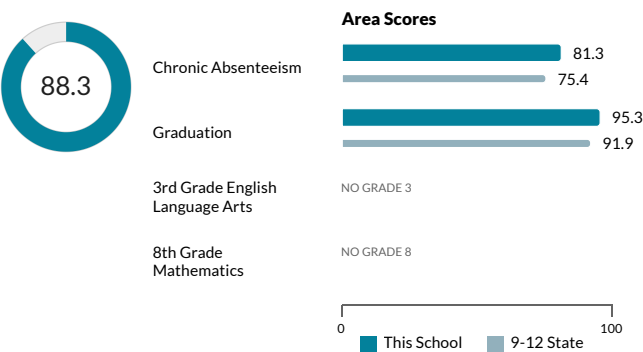 Area Scores
88.3
Chronic Absenteeism
81.3
75.4
Graduation
95.3
91.9
3rd Grade English
Language Arts
NO GRADE 3
8th Grade
Mathematics
NO GRADE 8
0
100
This School
9-12 State